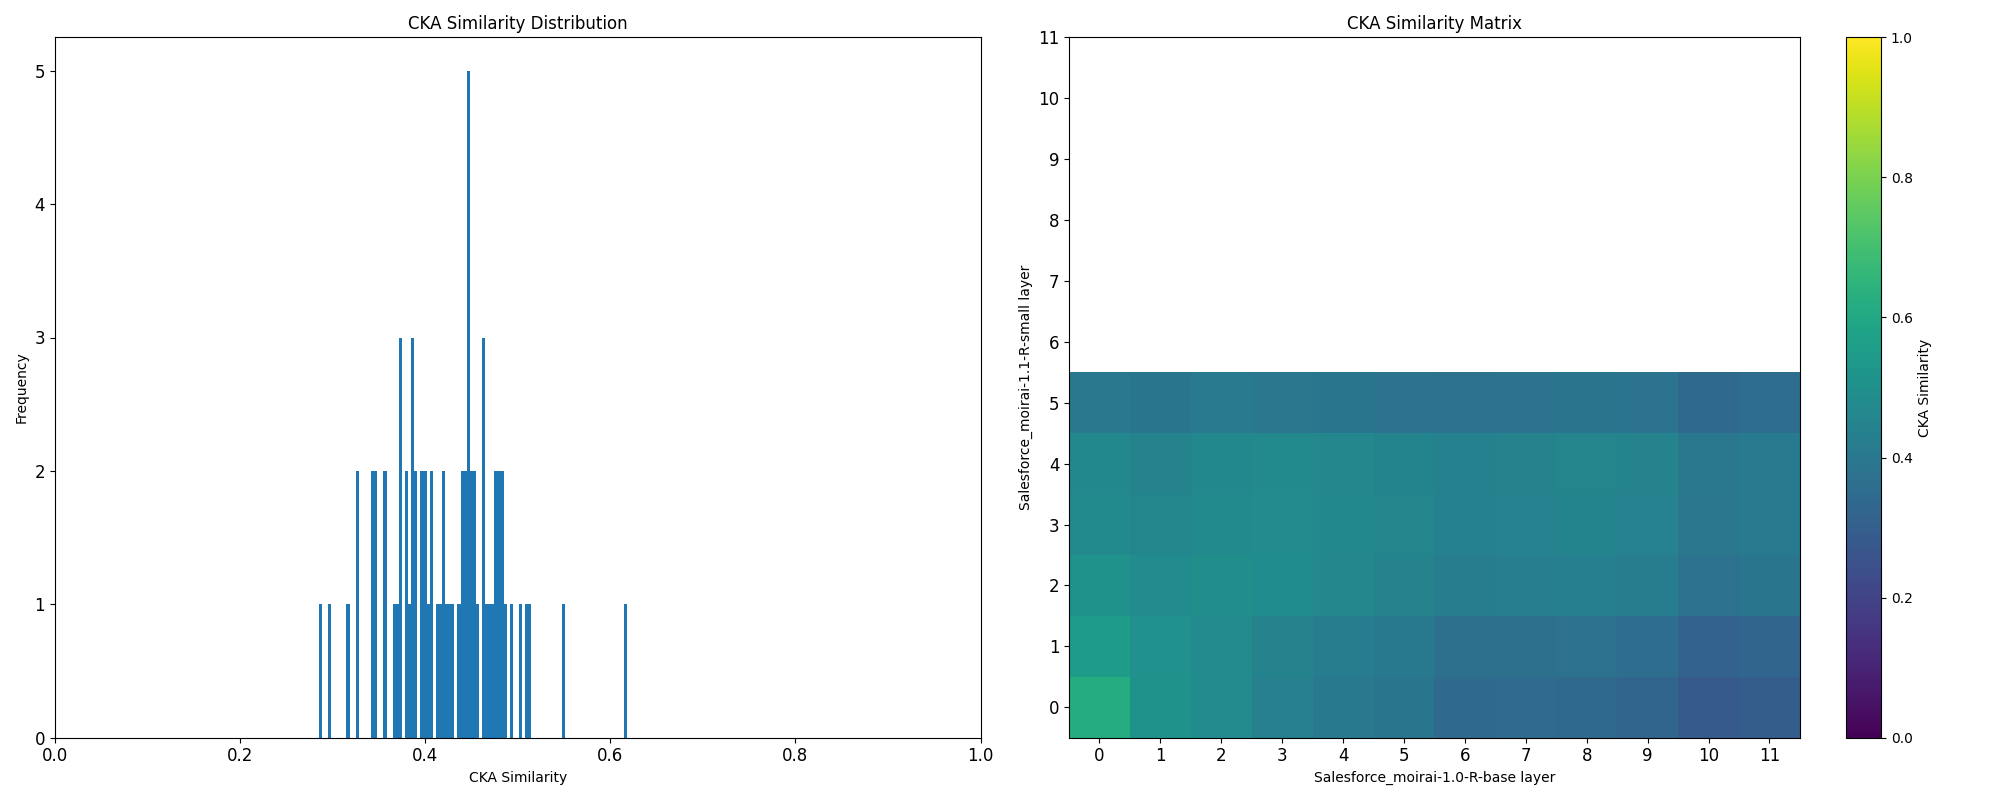 CKA Similarity Distribution
5
4
3
2
1
0
Frequency
0.0 0.2 0.4 0.6 0.8 1.0
CKA Similarity
CKA Similarity Matrix
11
10
9
8
7
6
5
4
3
2
1
0
Salesforce_moirai-1.1-R-small layer
0 1 2 3 4 5 6 7 8 9 10 11
Salesforce_moirai-1.0-R-base layer
1.0
0.8
0.6
0.4
0.2
0.0
CKA Similarity